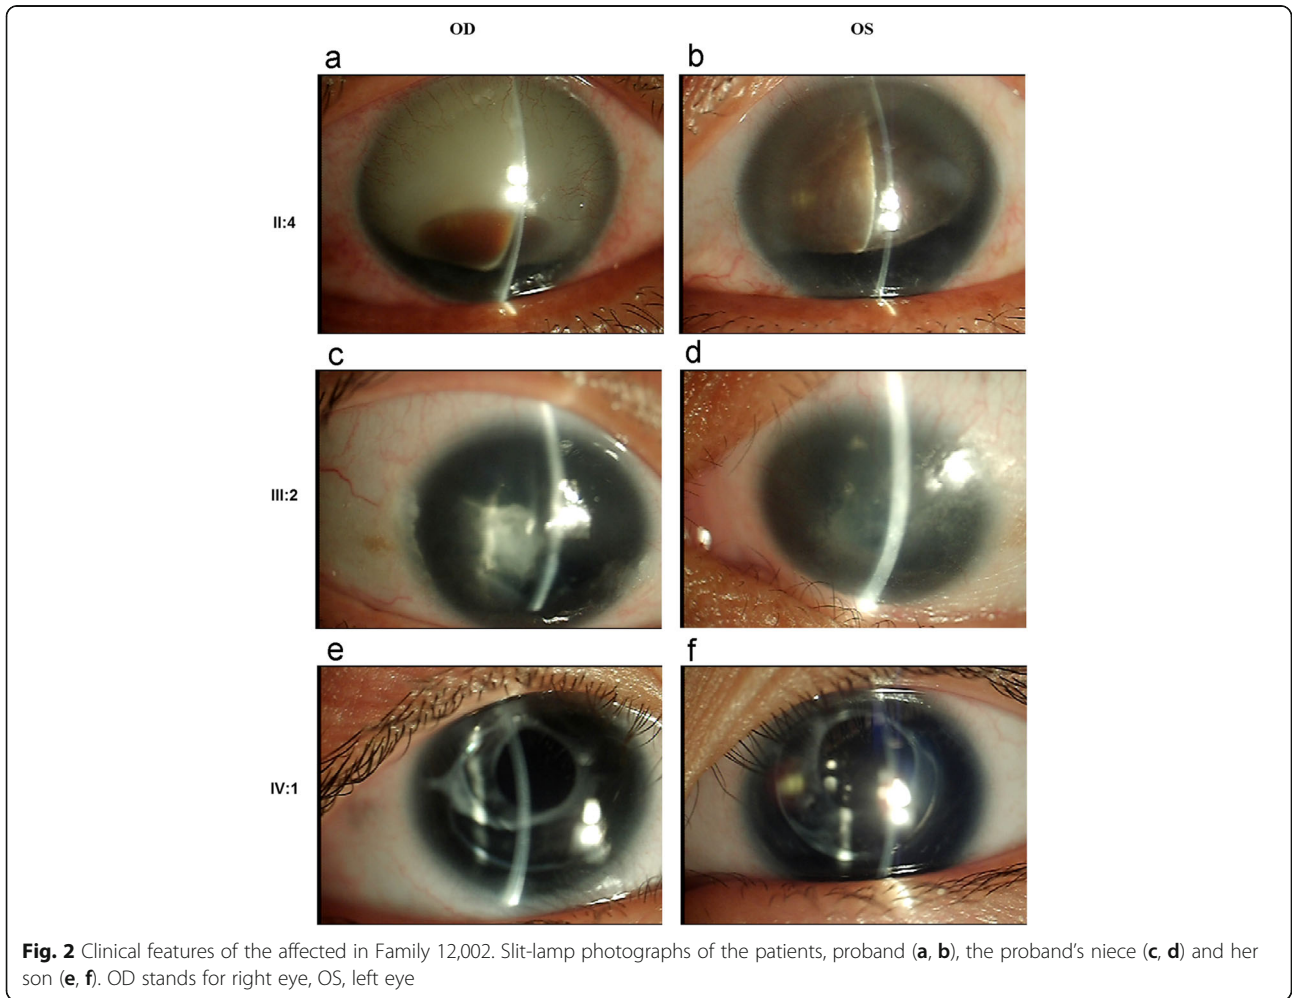 OD OS
a b
II:4
c d
III:2
e f
IV:1
Fig. 2 Clinical features of the affected in Family 12,002. Slit-lamp photographs of the patients, proband (a, b), the proband's niece (c, d) and her
son (e, f). OD stands for right eye, OS, left eye